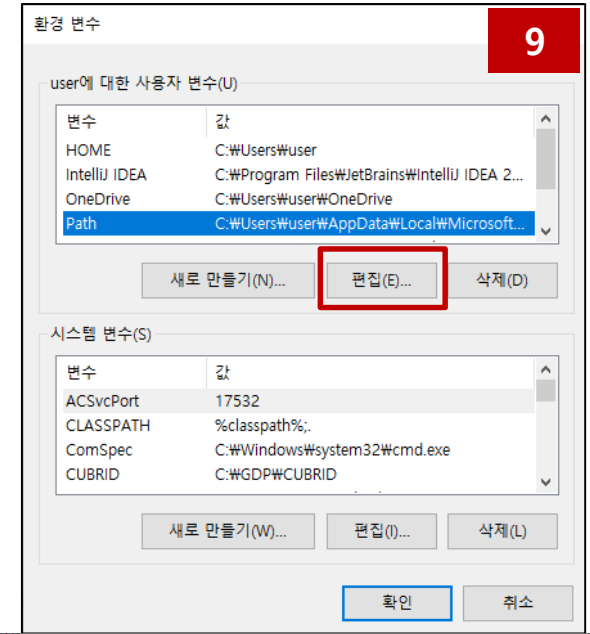 환경 변수
9
user에 대한 사용자 변수(U)
변수 값
HOME C:₩Users₩user
IntelliJ IDEA C:₩Program Files₩JetBrains₩IntelliJ IDEA 2...
OneDrive C:₩Users₩user₩OneDrive
Path C:₩Users₩user₩AppData₩Local₩Microsoft...
새로 만들기(N)... 편집(E)... 삭제(D)
시스템 변수(S)
변수 값
ACSvcPort 17532
CLASSPATH %classpath%;.
ComSpec C:₩Windows₩system32₩cmd.exe
CUBRID C:₩GDP₩CUBRID
새로 만들기(W)... 편집(I)... 삭제(L)
확인 취소